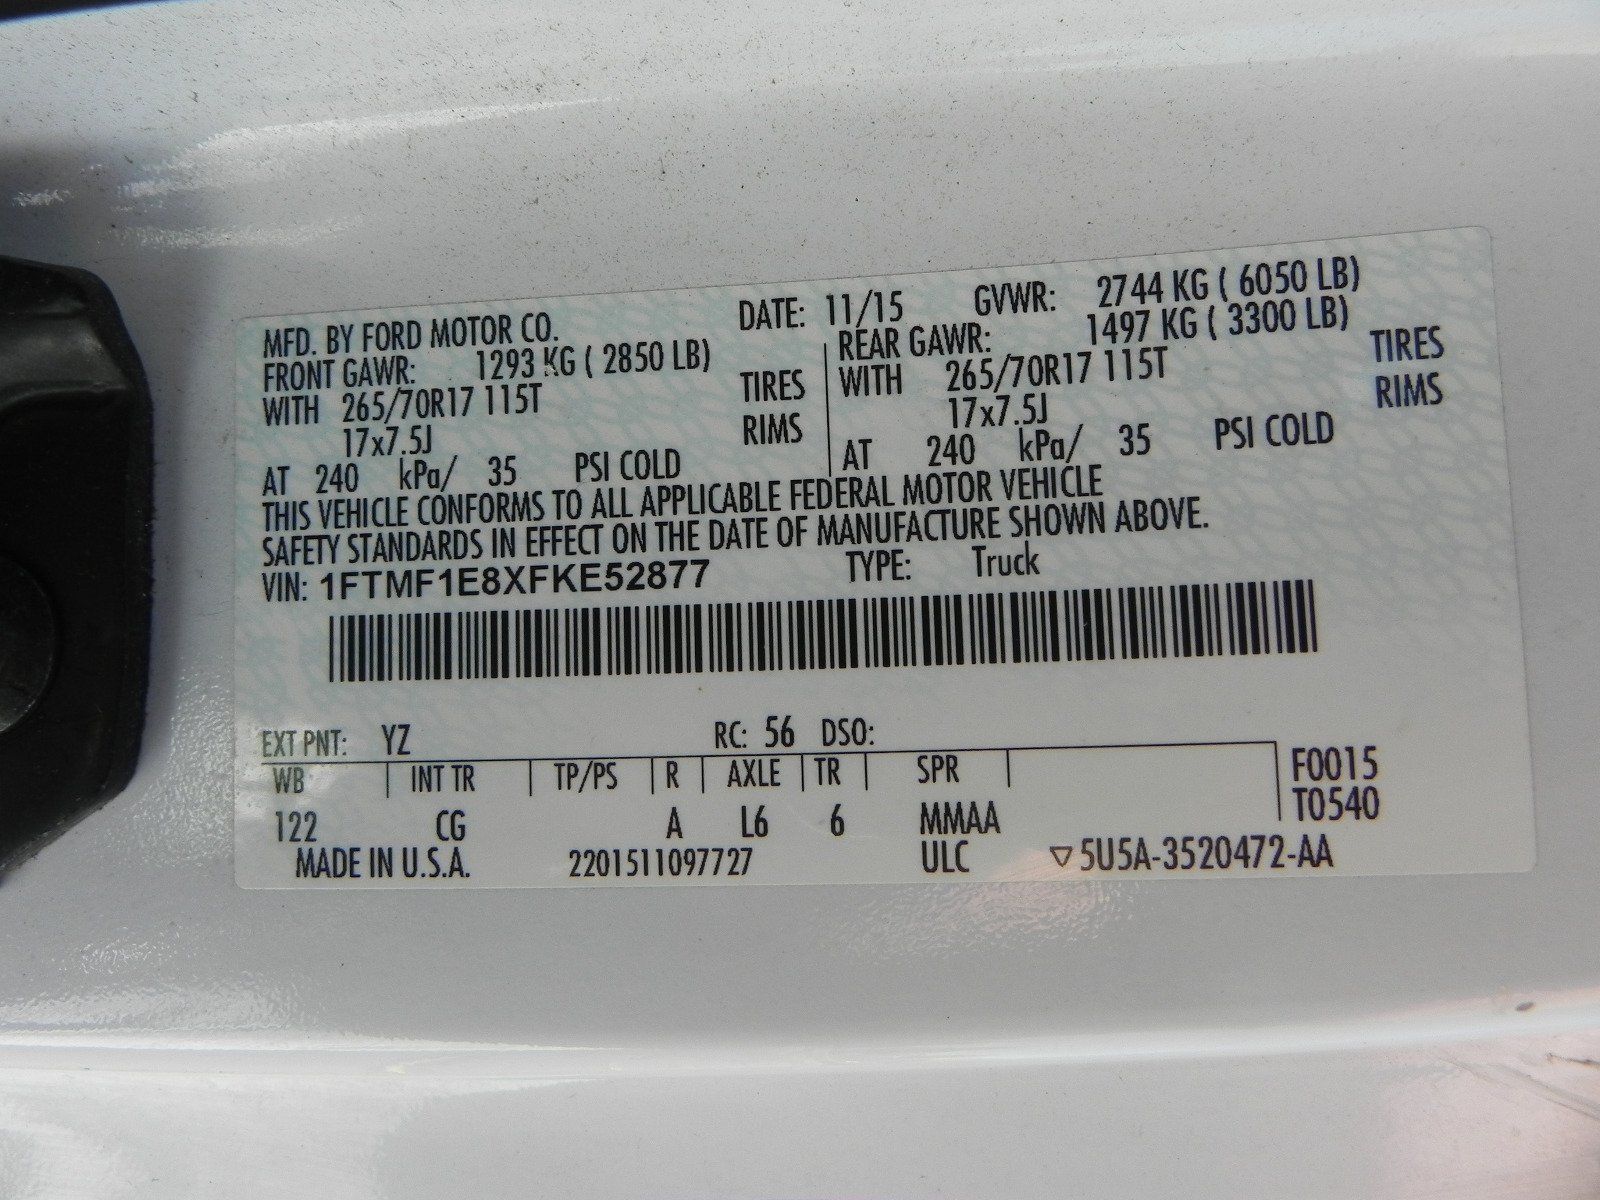 MFD. BY FORD MOTOR CO. DATE: 11/15 GVWR: 2744 KG ( 6050 LB)
FRONT GAWR: 1293 KG ( 2850 LB) REAR GAWR: 1497 KG ( 3300 LB)
WITH 265/70R17 115T TIRES WITH 265/70R17 115T TIRES
17x7.5J RIMS 17x7.5J RIMS
AT 240 kPa/ 35 PSI COLD AT 240 kPa/ 35 PSI COLD
THIS VEHICLE CONFORMS TO ALL APPLICABLE FEDERAL MOTOR VEHICLE
SAFETY STANDARDS IN EFFECT ON THE DATE OF MANUFACTURE SHOWN ABOVE.
VIN: 1FTMF1E8XFKE52877 TYPE: Truck
EXT PNT: YZ RC: 56 DSO:
WB INT TR TP/PS R AXLE TR SPR F0015
T0540
122 CG A L6 6 MMAA
MADE IN U.S.A. 2201511097727 ULC ▽5U5A-3520472-AA